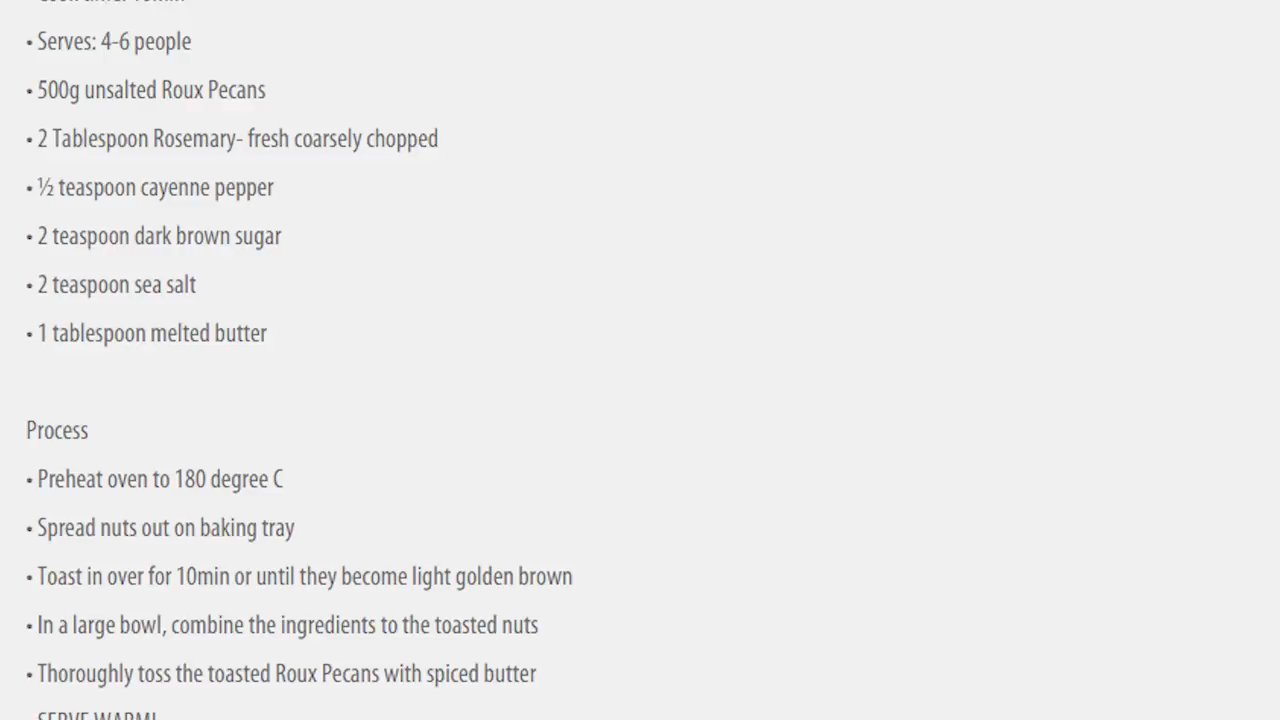 • Serves: 4-6 people
• 500g unsalted Roux Pecans
• 2 Tablespoon Rosemary- fresh coarsely chopped
• ½ teaspoon cayenne pepper
• 2 teaspoon dark brown sugar
• 2 teaspoon sea salt
• 1 tablespoon melted butter
Process
• Preheat oven to 180 degree C
• Spread nuts out on baking tray
• Toast in over for 10min or until they become light golden brown
• In a large bowl, combine the ingredients to the toasted nuts
• Thoroughly toss the toasted Roux Pecans with spiced butter
• SERVE WARM!